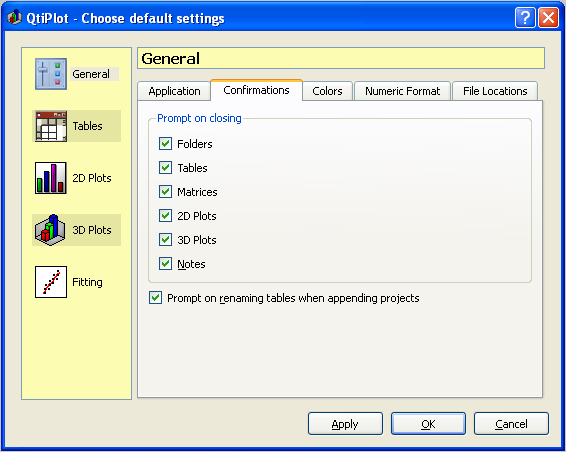 QtiPlot - Choose default settings
General
Tables
2D Plots
3D Plots
Fitting
General
Application Confirmations Colors Numeric Format File Locations
Prompt on closing
Folders
Tables
Matrices
2D Plots
3D Plots
Notes
Prompt on renaming tables when appending projects
Apply OK Cancel